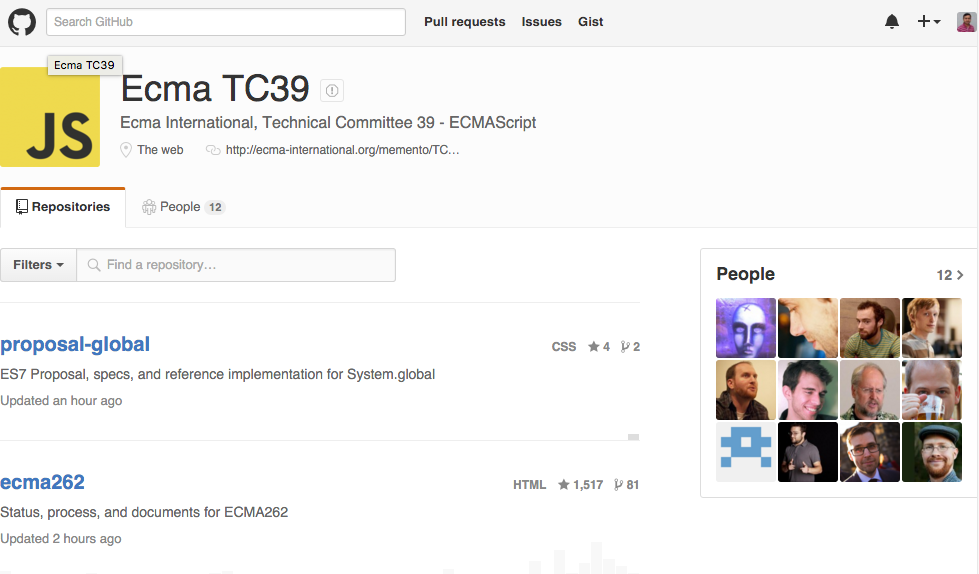 Search GitHub
Pull requests Issues Gist
Ecma TC39
JS
Ecma TC39
Ecma International, Technical Committee 39 - ECMAScript
The web http://ecma-international.org/memento/TC…
Repositories People 12
Filters Find a repository…
People 12
proposal-global CSS 4 2
ES7 Proposal, specs, and reference implementation for System.global
Updated an hour ago
ecma262 HTML 1,517 81
Status, process, and documents for ECMA262
Updated 2 hours ago